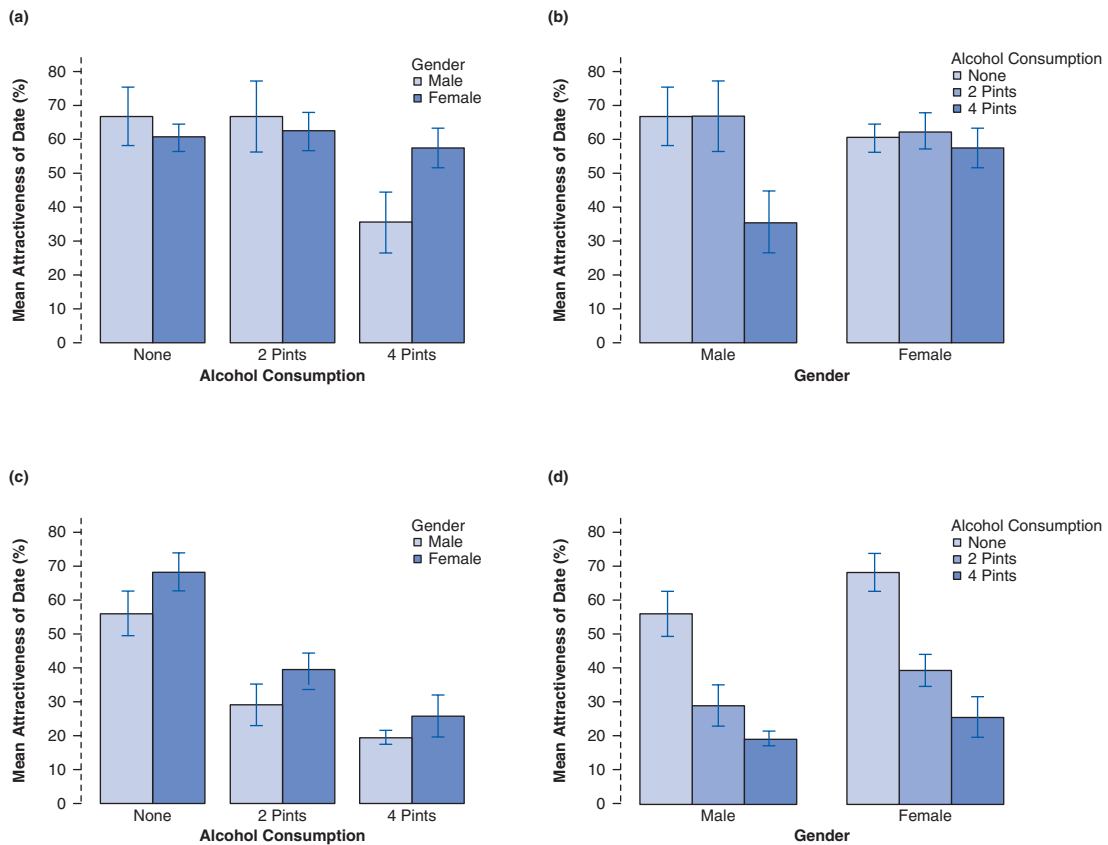 (a)
Mean Attractiveness of Date (%)
80
70
60
50
40
30
20
10
0
Gender
Male
Female
None
2 Pints
4 Pints
Alcohol Consumption
(b)
Mean Attractiveness of Date (%)
80
70
60
50
40
30
20
10
0
Alcohol Consumption
None
2 Pints
4 Pints
Male
Female
Gender
(c)
Mean Attractiveness of Date (%)
80
70
60
50
40
30
20
10
0
Gender
Male
Female
None
2 Pints
4 Pints
Alcohol Consumption
(d)
Mean Attractiveness of Date (%)
80
70
60
50
40
30
20
10
0
Alcohol Consumption
None
2 Pints
4 Pints
Male
Female
Gender